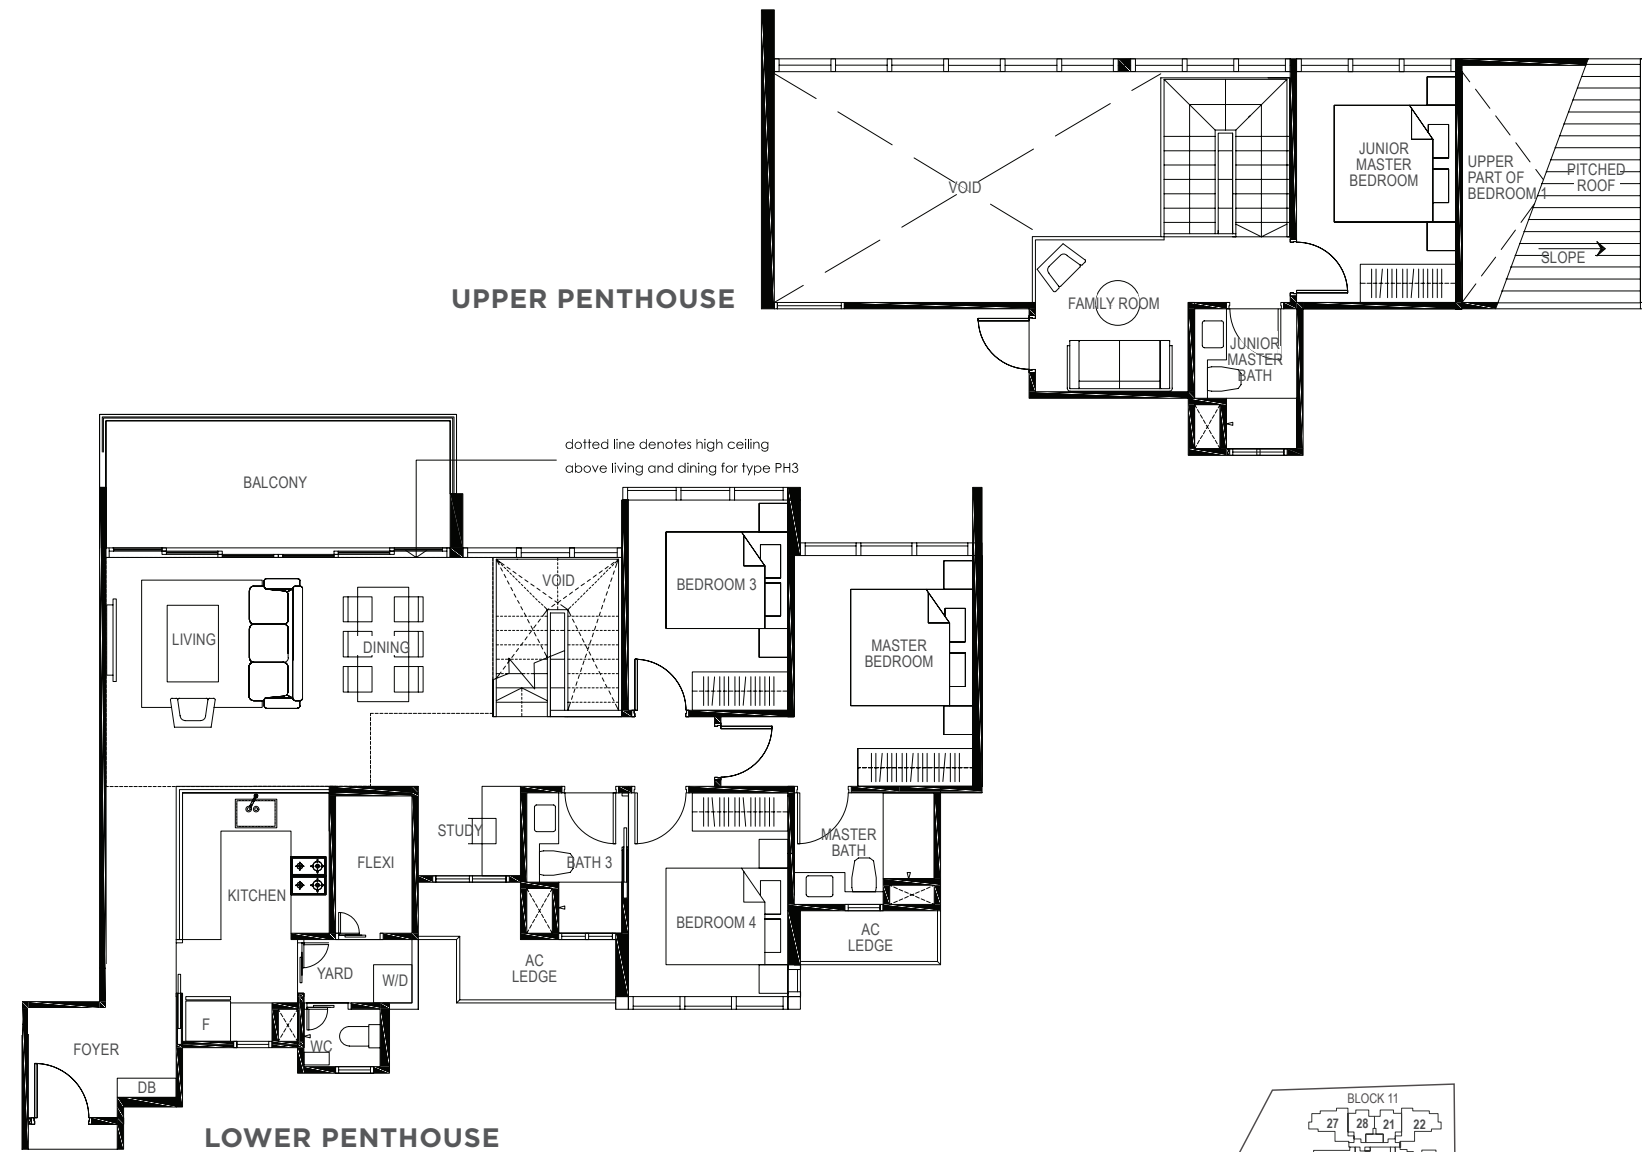 JUNIOR
MASTER
BEDROOM
UPPER
PART OF
BEDROOM 1
PITCHED
ROOF
VOID
SLOPE
UPPER PENTHOUSE
FAMILY ROOM
JUNIOR
MASTER
BATH
dotted line denotes high ceiling
above living and dining for type PH3
BALCONY
VOID
BEDROOM 3
LIVING
DINING
MASTER
BEDROOM
STUDY
MASTER
BATH
FLEXI
BATH 3
KITCHEN
BEDROOM 4
AC
LEDGE
AC
LEDGE
YARD
W/D
F
WC
FOYER
DB
LOWER PENTHOUSE
BLOCK 11
27 28 21 22